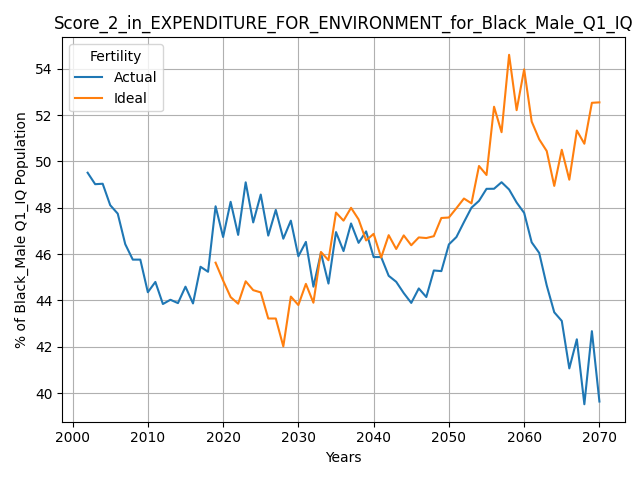 Score_2_in_EXPENDITURE_FOR_ENVIRONMENT_for_Black_Male_Q1_IQ
Fertility
Actual
Ideal
% of Black_Male Q1_IQ Population
54
52
50
48
46
44
42
40
2000
2010
2020
2030
2040
2050
2060
2070
Years